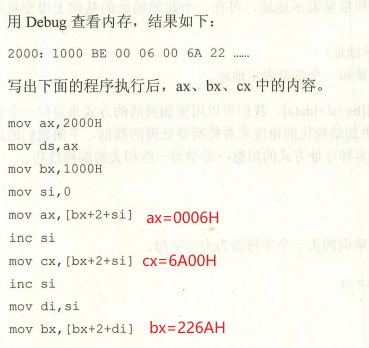 用 Debug 查看内存，结果如下：
2000：1000 BE 00 06 00 6A 22 ……
写出下面的程序执行后，ax、bx、cx 中的内容。
mov ax,2000H
mov ds,ax
mov bx,1000H
mov si,0
mov ax,[bx+2+si] ax=0006H
inc si
mov cx,[bx+2+si] cx=6A00H
inc si
mov di,si
mov bx,[bx+2+di] bx=226AH